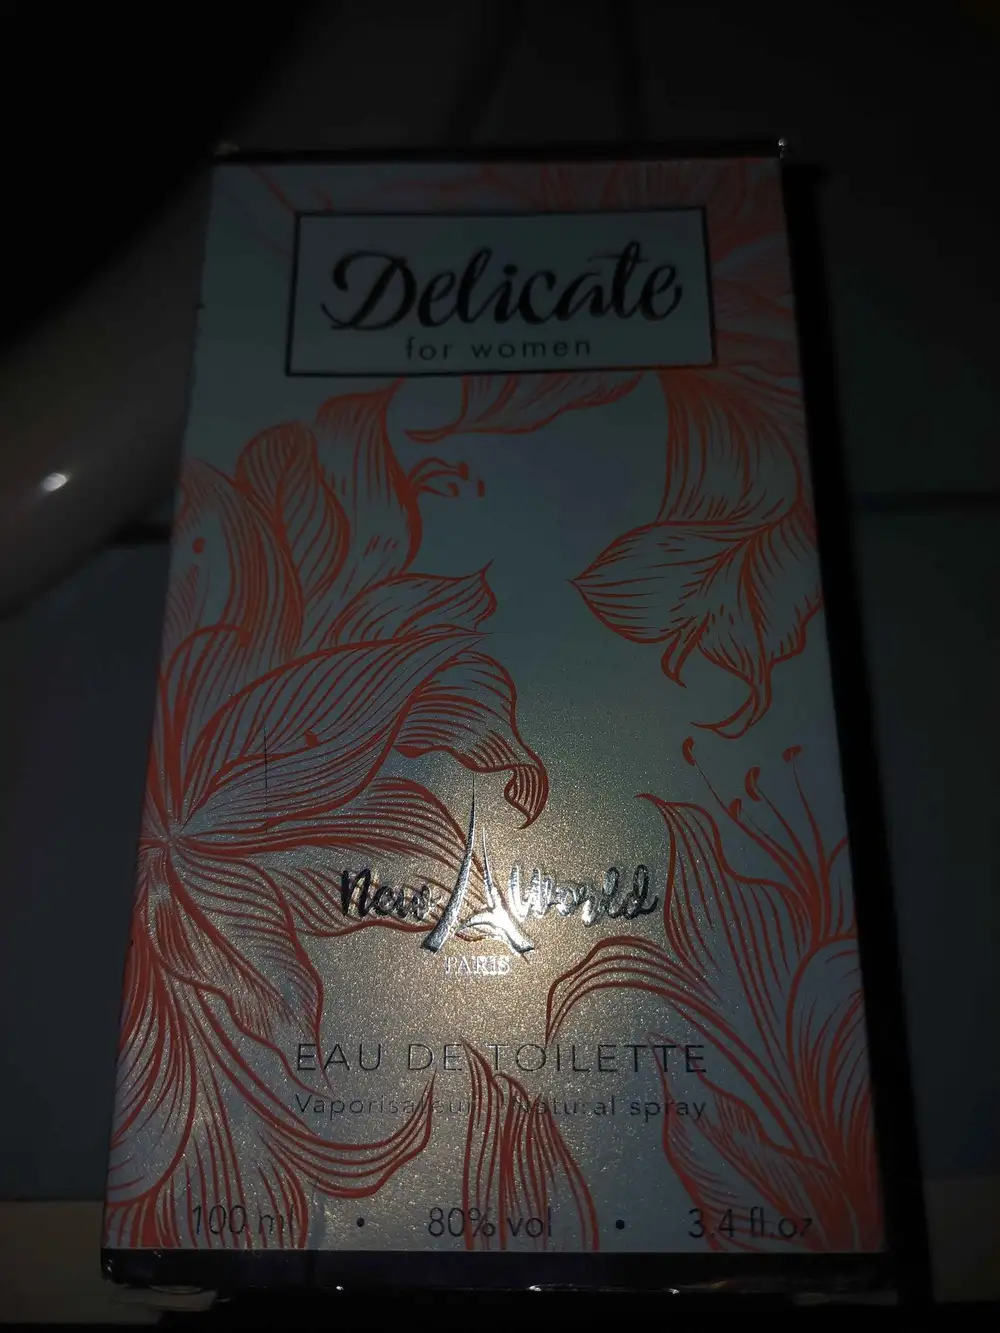 Delicate
for women
New World
PARIS
EAU DE TOILETTE
Vaporisateur Natural spray
100 ml • 80% vol • 3.4 fl.oz